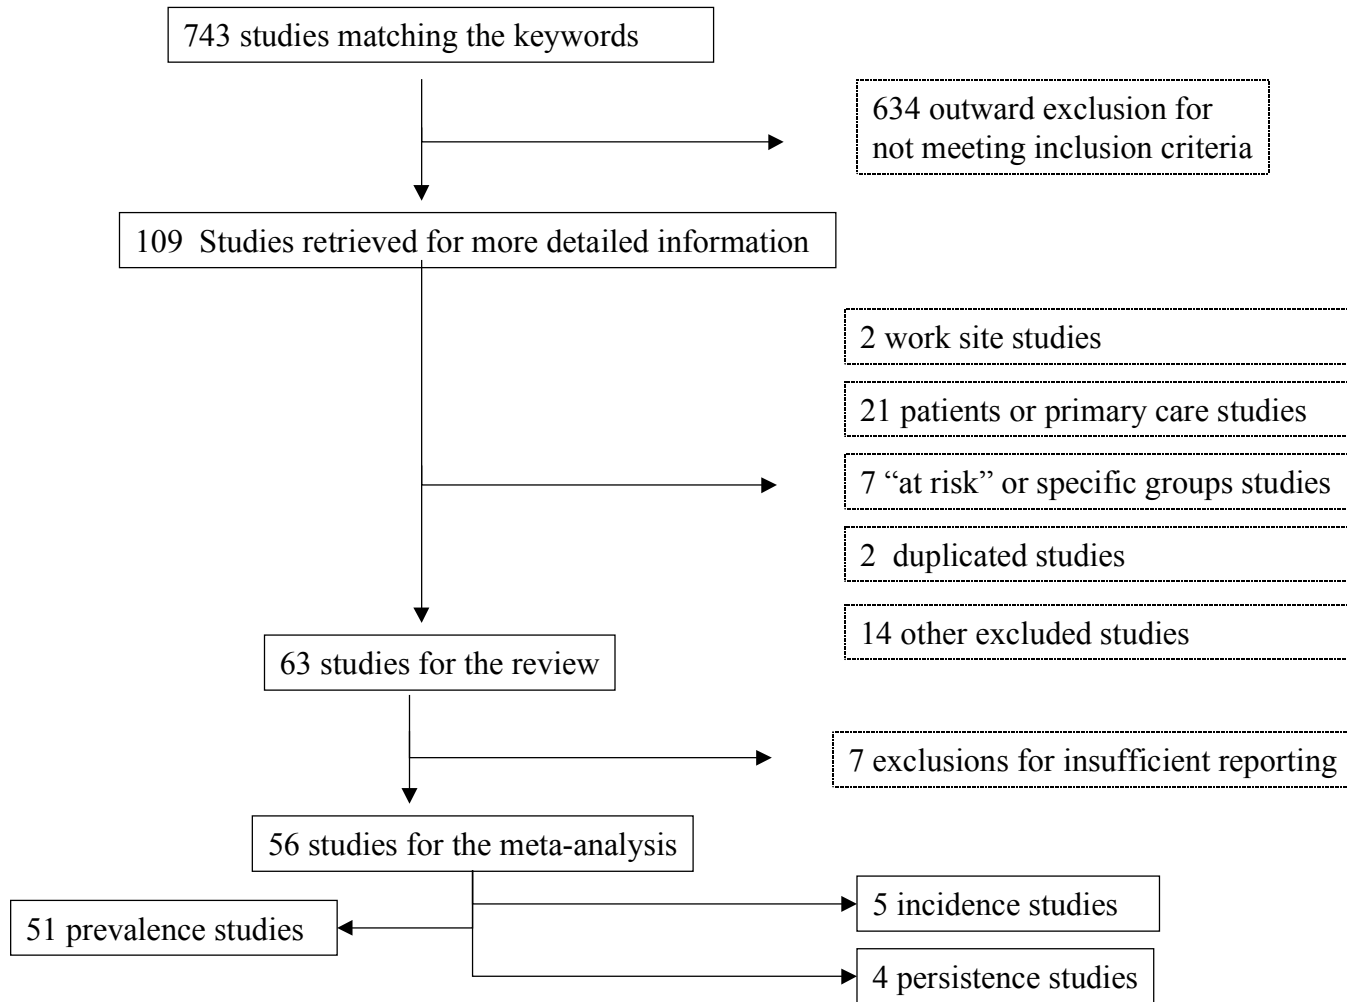 743 studies matching the keywords
634 outward exclusion for
not meeting inclusion criteria
109 Studies retrieved for more detailed information
2 work site studies
21 patients or primary care studies
7 “at risk” or specific groups studies
2 duplicated studies
14 other excluded studies
63 studies for the review
7 exclusions for insufficient reporting
56 studies for the meta-analysis
5 incidence studies
51 prevalence studies
4 persistence studies